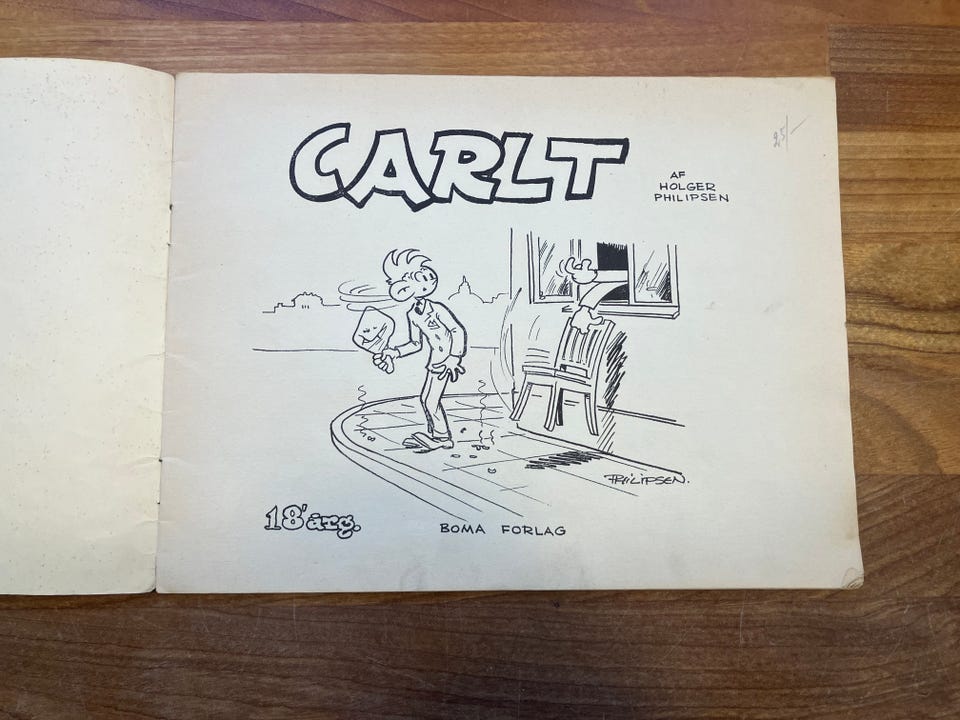 CARLT
AF
HOLGER
PHILIPSEN
25/-
PHILIPSEN.
18' årg.
BOMA FORLAG